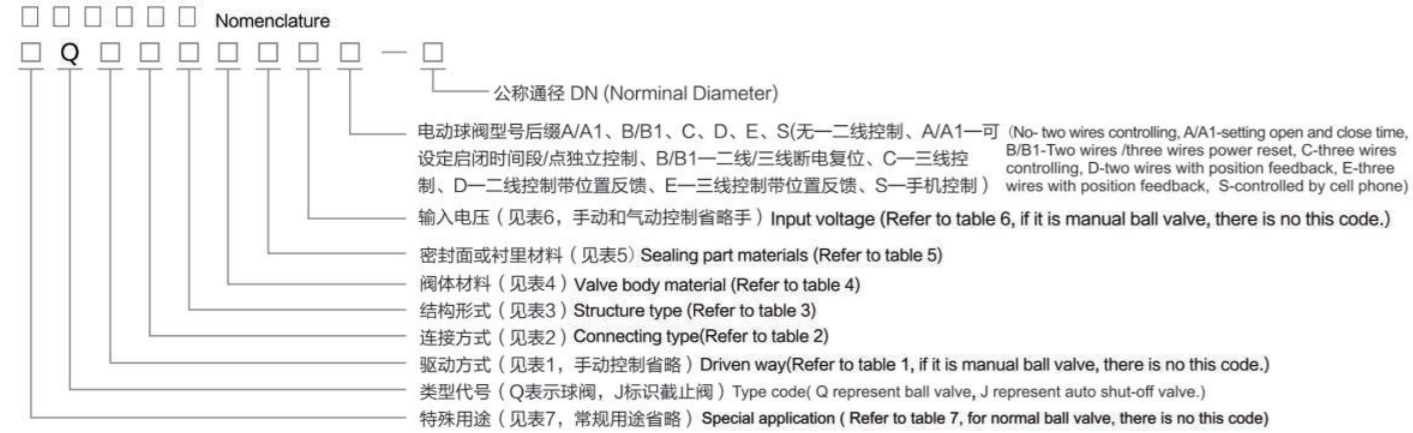 □ □ □ □ □ □ Nomenclature
□ Q □ □ □ □ □ □ □ — □
公称通径 DN (Norminal Diameter)
电动球阀型号后缀A/A1、B/B1、C、D、E、S(无一二线控制、A/A1一可
设定启闭时间段/点独立控制、B/B1一二线/三线断电复位、C一三线控
制、D一二线控制带位置反馈、E一三线控制带位置反馈、S一手机控制）
(No- two wires controlling, A/A1-setting open and close time,
B/B1-Two wires /three wires power reset, C-three wires
controlling, D-two wires with position feedback, E-three
wires with position feedback, S-controlled by cell phone)
输入电压（见表6，手动和气动控制省略手）Input voltage (Refer to table 6, if it is manual ball valve, there is no this code.)
密封面或衬里材料（见表5) Sealing part materials (Refer to table 5)
阀体材料（见表4）Valve body material (Refer to table 4)
结构形式（见表3）Structure type (Refer to table 3)
连接方式（见表2）Connecting type(Refer to table 2)
驱动方式（见表1，手动控制省略）Driven way(Refer to table 1, if it is manual ball valve, there is no this code.)
类型代号（Q表示球阀，J标识截止阀）Type code( Q represent ball valve, J represent auto shut-off valve.)
特殊用途（见表7，常规用途省略）Special application ( Refer to table 7, for normal ball valve, there is no this code)